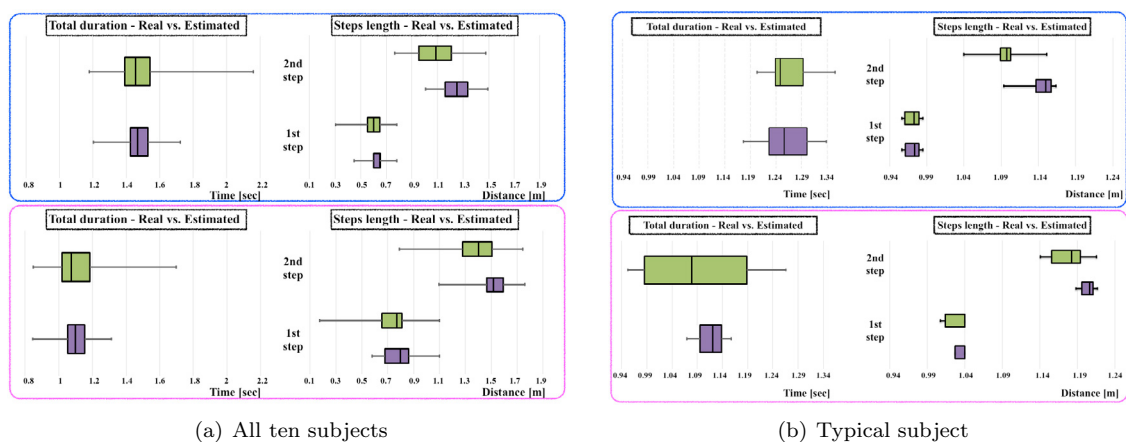 Total duration - Real vs. Estimated
Steps length - Real vs. Estimated
2nd
step
1st
step
0.8 1 1.2 1.4 1.6 1.8 2 2.2
Time [sec]
0.1 0.3 0.5 0.7 0.9 1.1 1.3 1.5 1.7 1.9
Distance [m]
Total duration - Real vs. Estimated
Steps length - Real vs. Estimated
2nd
step
1st
step
0.8 1 1.2 1.4 1.6 1.8 2 2.2
Time [sec]
0.1 0.3 0.5 0.7 0.9 1.1 1.3 1.5 1.7 1.9
Distance [m]
(a) All ten subjects
Total duration - Real vs. Estimated
Steps length - Real vs. Estimated
2nd
step
1st
step
0.94 0.99 1.04 1.09 1.14 1.19 1.24 1.29 1.34
Time [sec]
0.94 0.99 1.04 1.09 1.14 1.19 1.24
Distance [m]
Total duration - Real vs. Estimated
Steps length - Real vs. Estimated
2nd
step
1st
step
0.94 0.99 1.04 1.09 1.14 1.19 1.24 1.29 1.34
Time [sec]
0.94 0.99 1.04 1.09 1.14 1.19 1.24
Distance [m]
(b) Typical subject